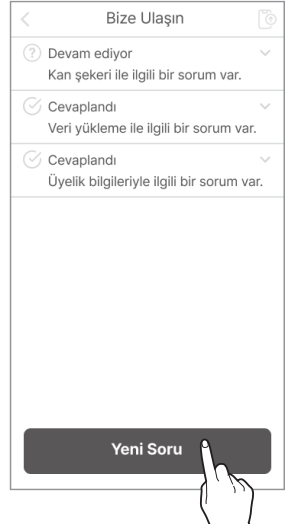 Bize Ulaşın
Devam ediyor
Kan şekeri ile ilgili bir sorum var.
Cevaplandı
Veri yükleme ile ilgili bir sorum var.
Cevaplandı
Üyelik bilgileriyle ilgili bir sorum var.
Yeni Soru